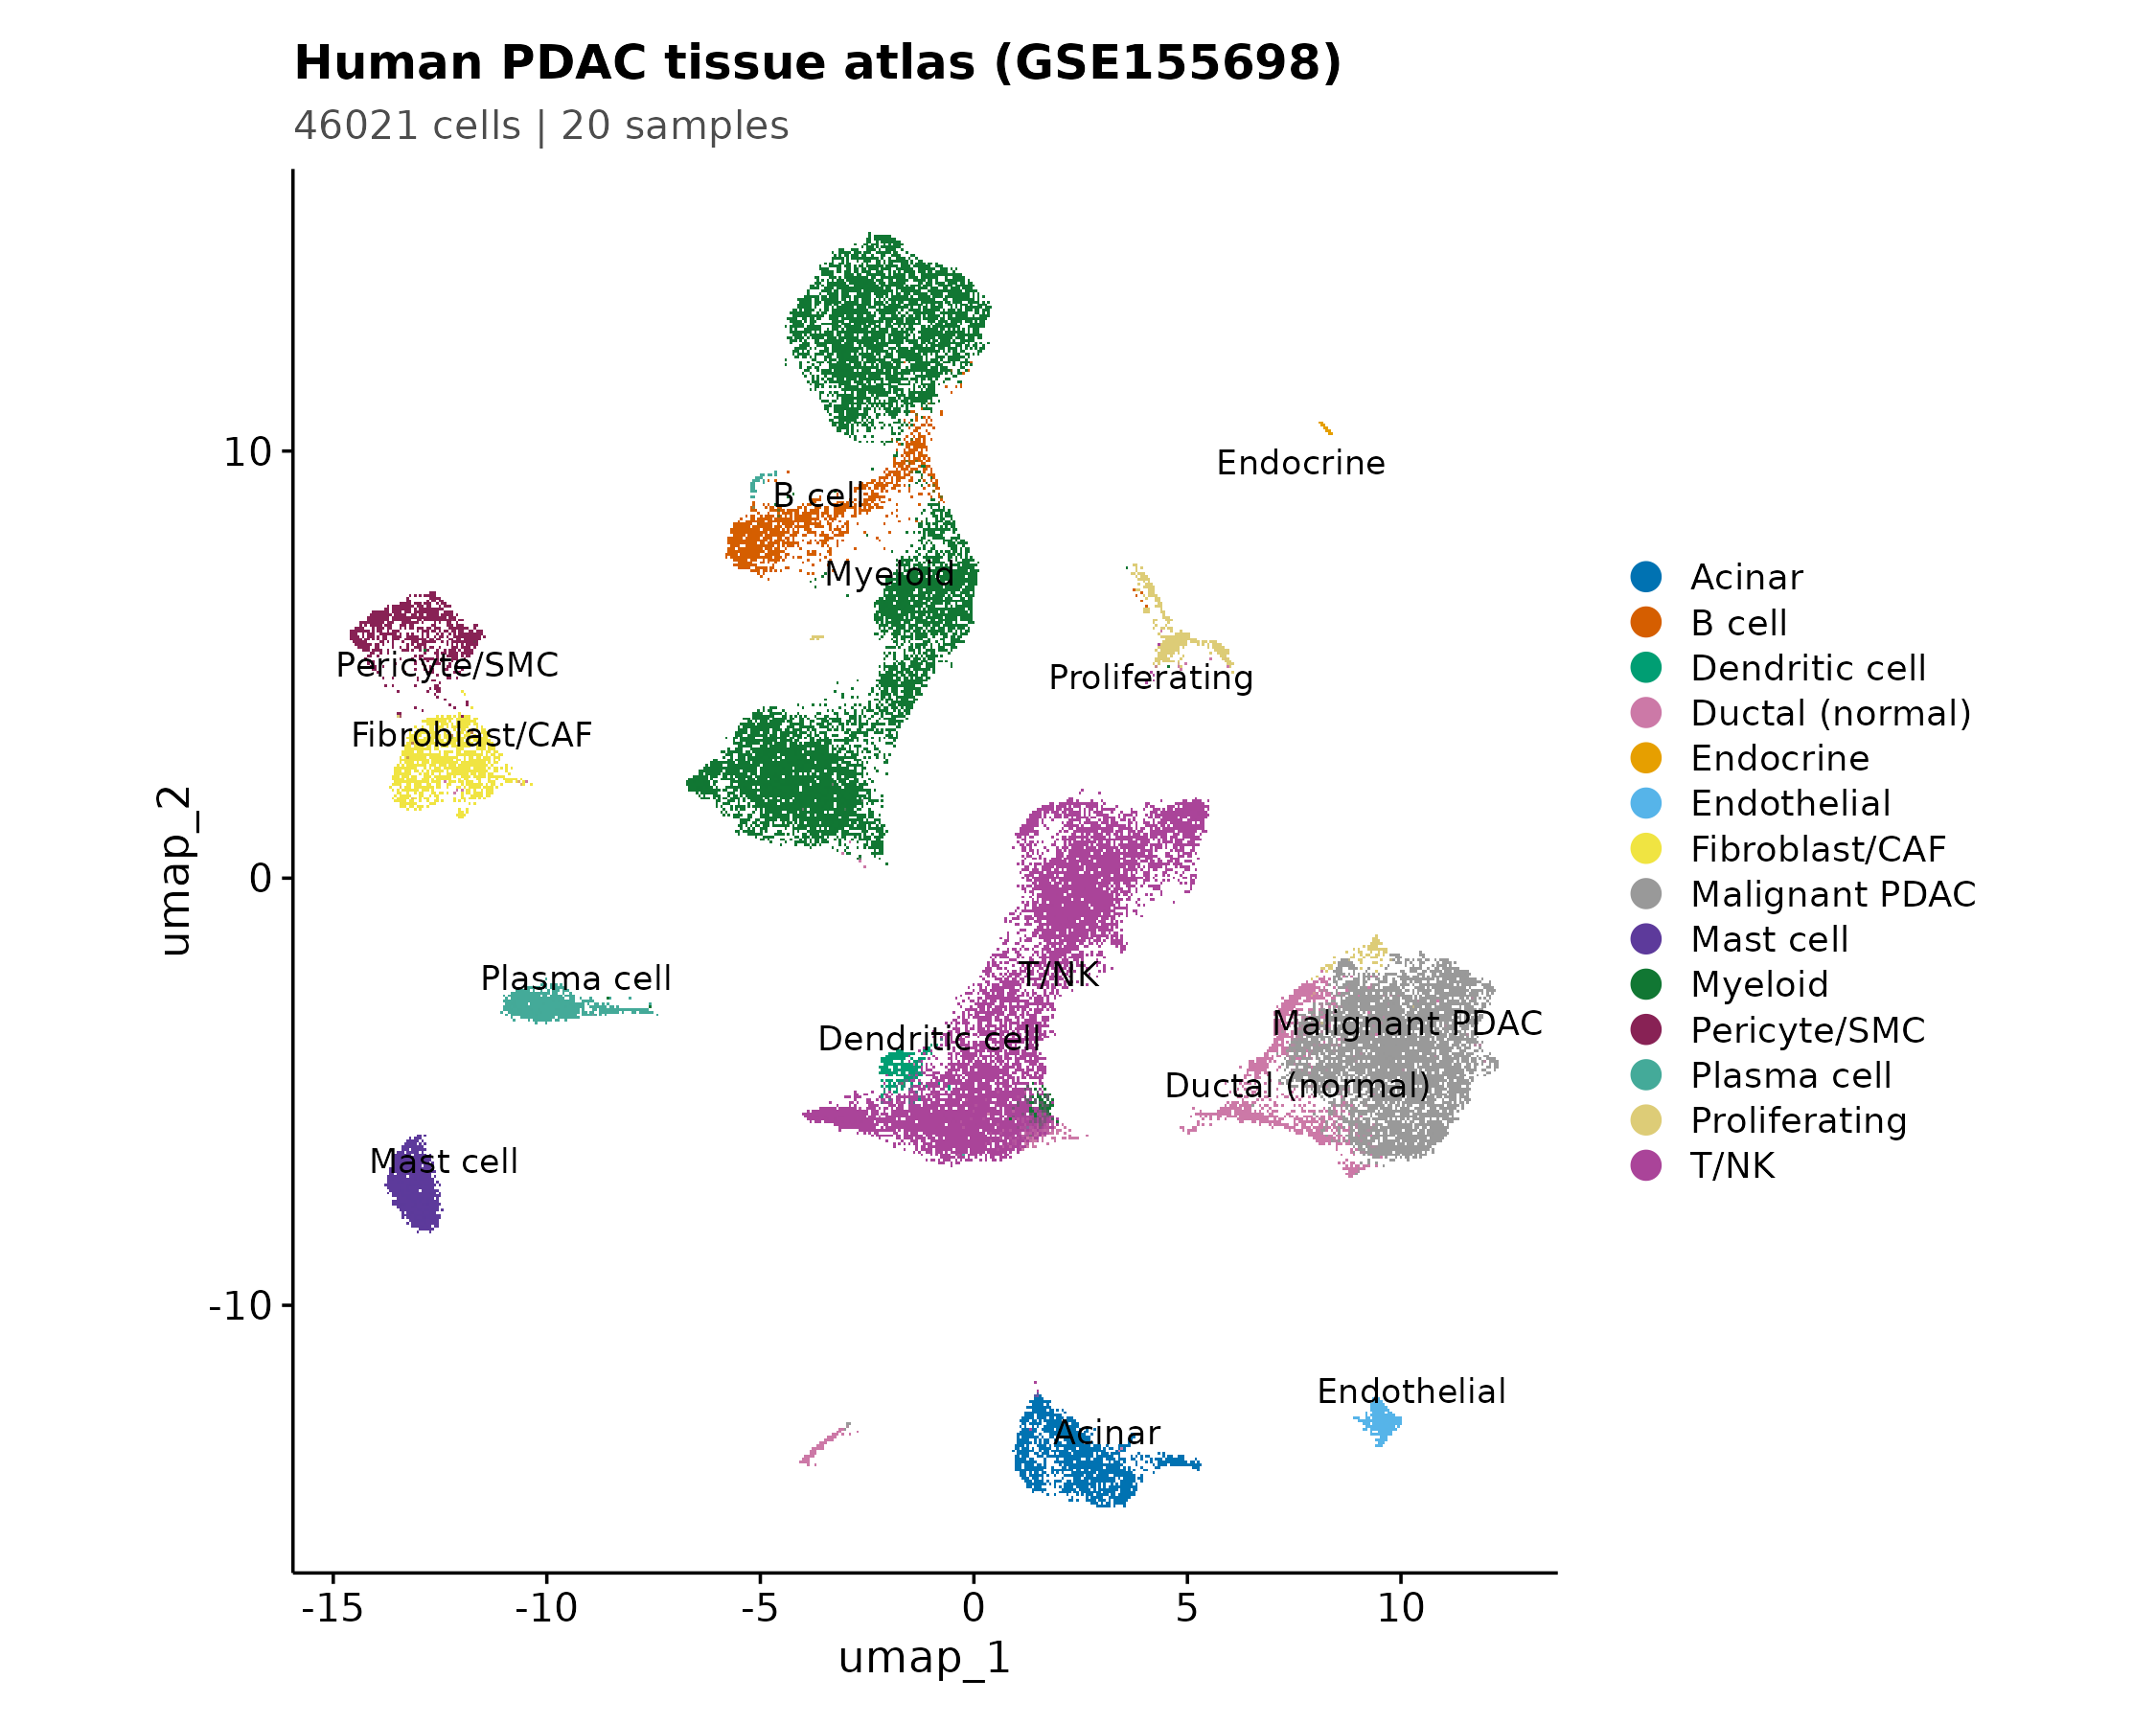 Human PDAC tissue atlas (GSE155698)
46021 cells | 20 samples
10
0
-10
umap_2
B cell
Endocrine
Myeloid
Pericyte/SMC
Proliferating
Fibroblast/CAF
T/NK
Plasma cell
Malignant PDAC
Dendritic cell
Ductal (normal)
Mast cell
Endothelial
Acinar
-15
-10
-5
0
5
10
umap_1
Acinar
B cell
Dendritic cell
Ductal (normal)
Endocrine
Endothelial
Fibroblast/CAF
Malignant PDAC
Mast cell
Myeloid
Pericyte/SMC
Plasma cell
Proliferating
T/NK